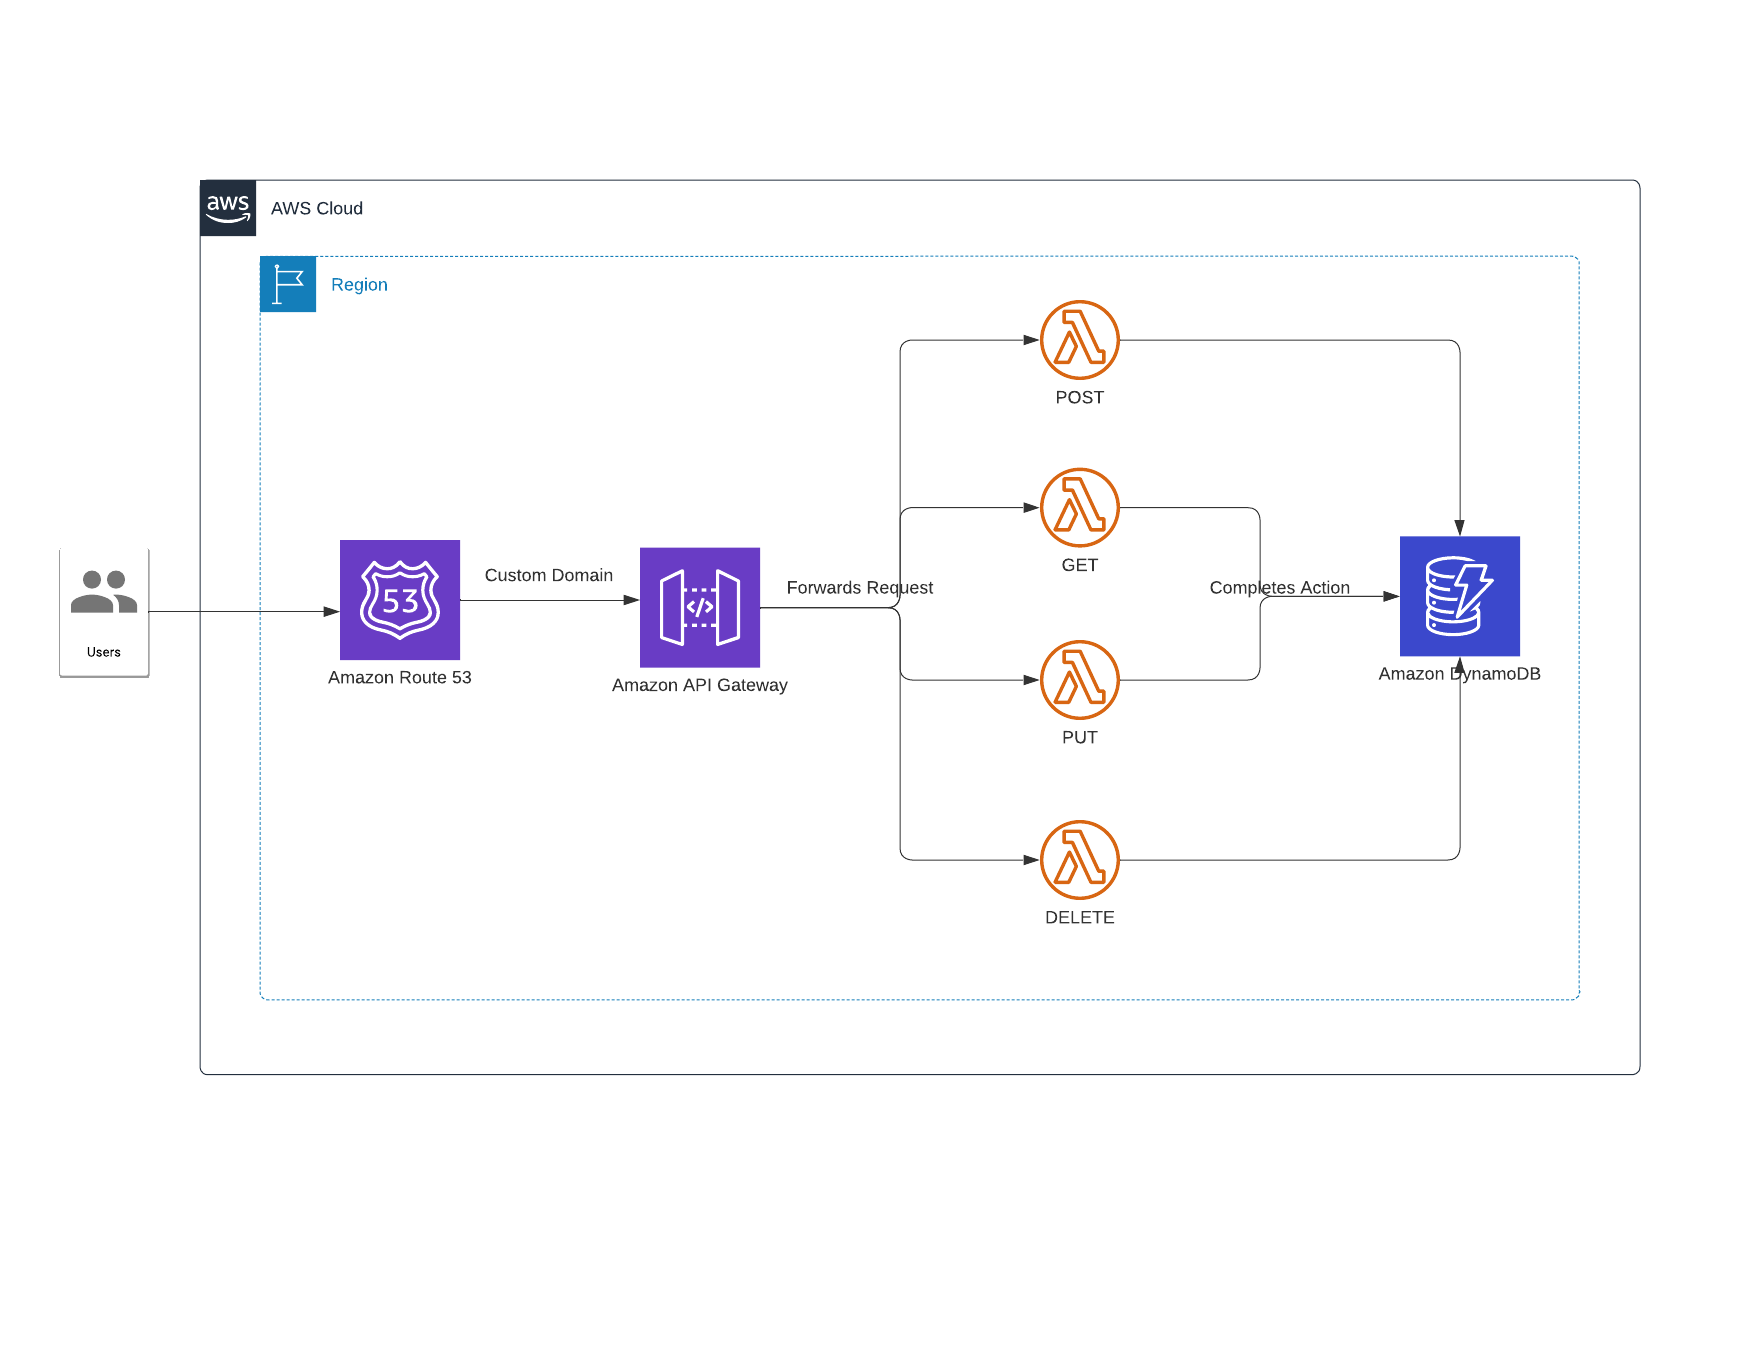 aws
AWS Cloud
Region
POST
GET
Custom Domain
Forwards Request
Completes Action
53
</>
Users
Amazon Route 53
Amazon API Gateway
Amazon DynamoDB
PUT
DELETE